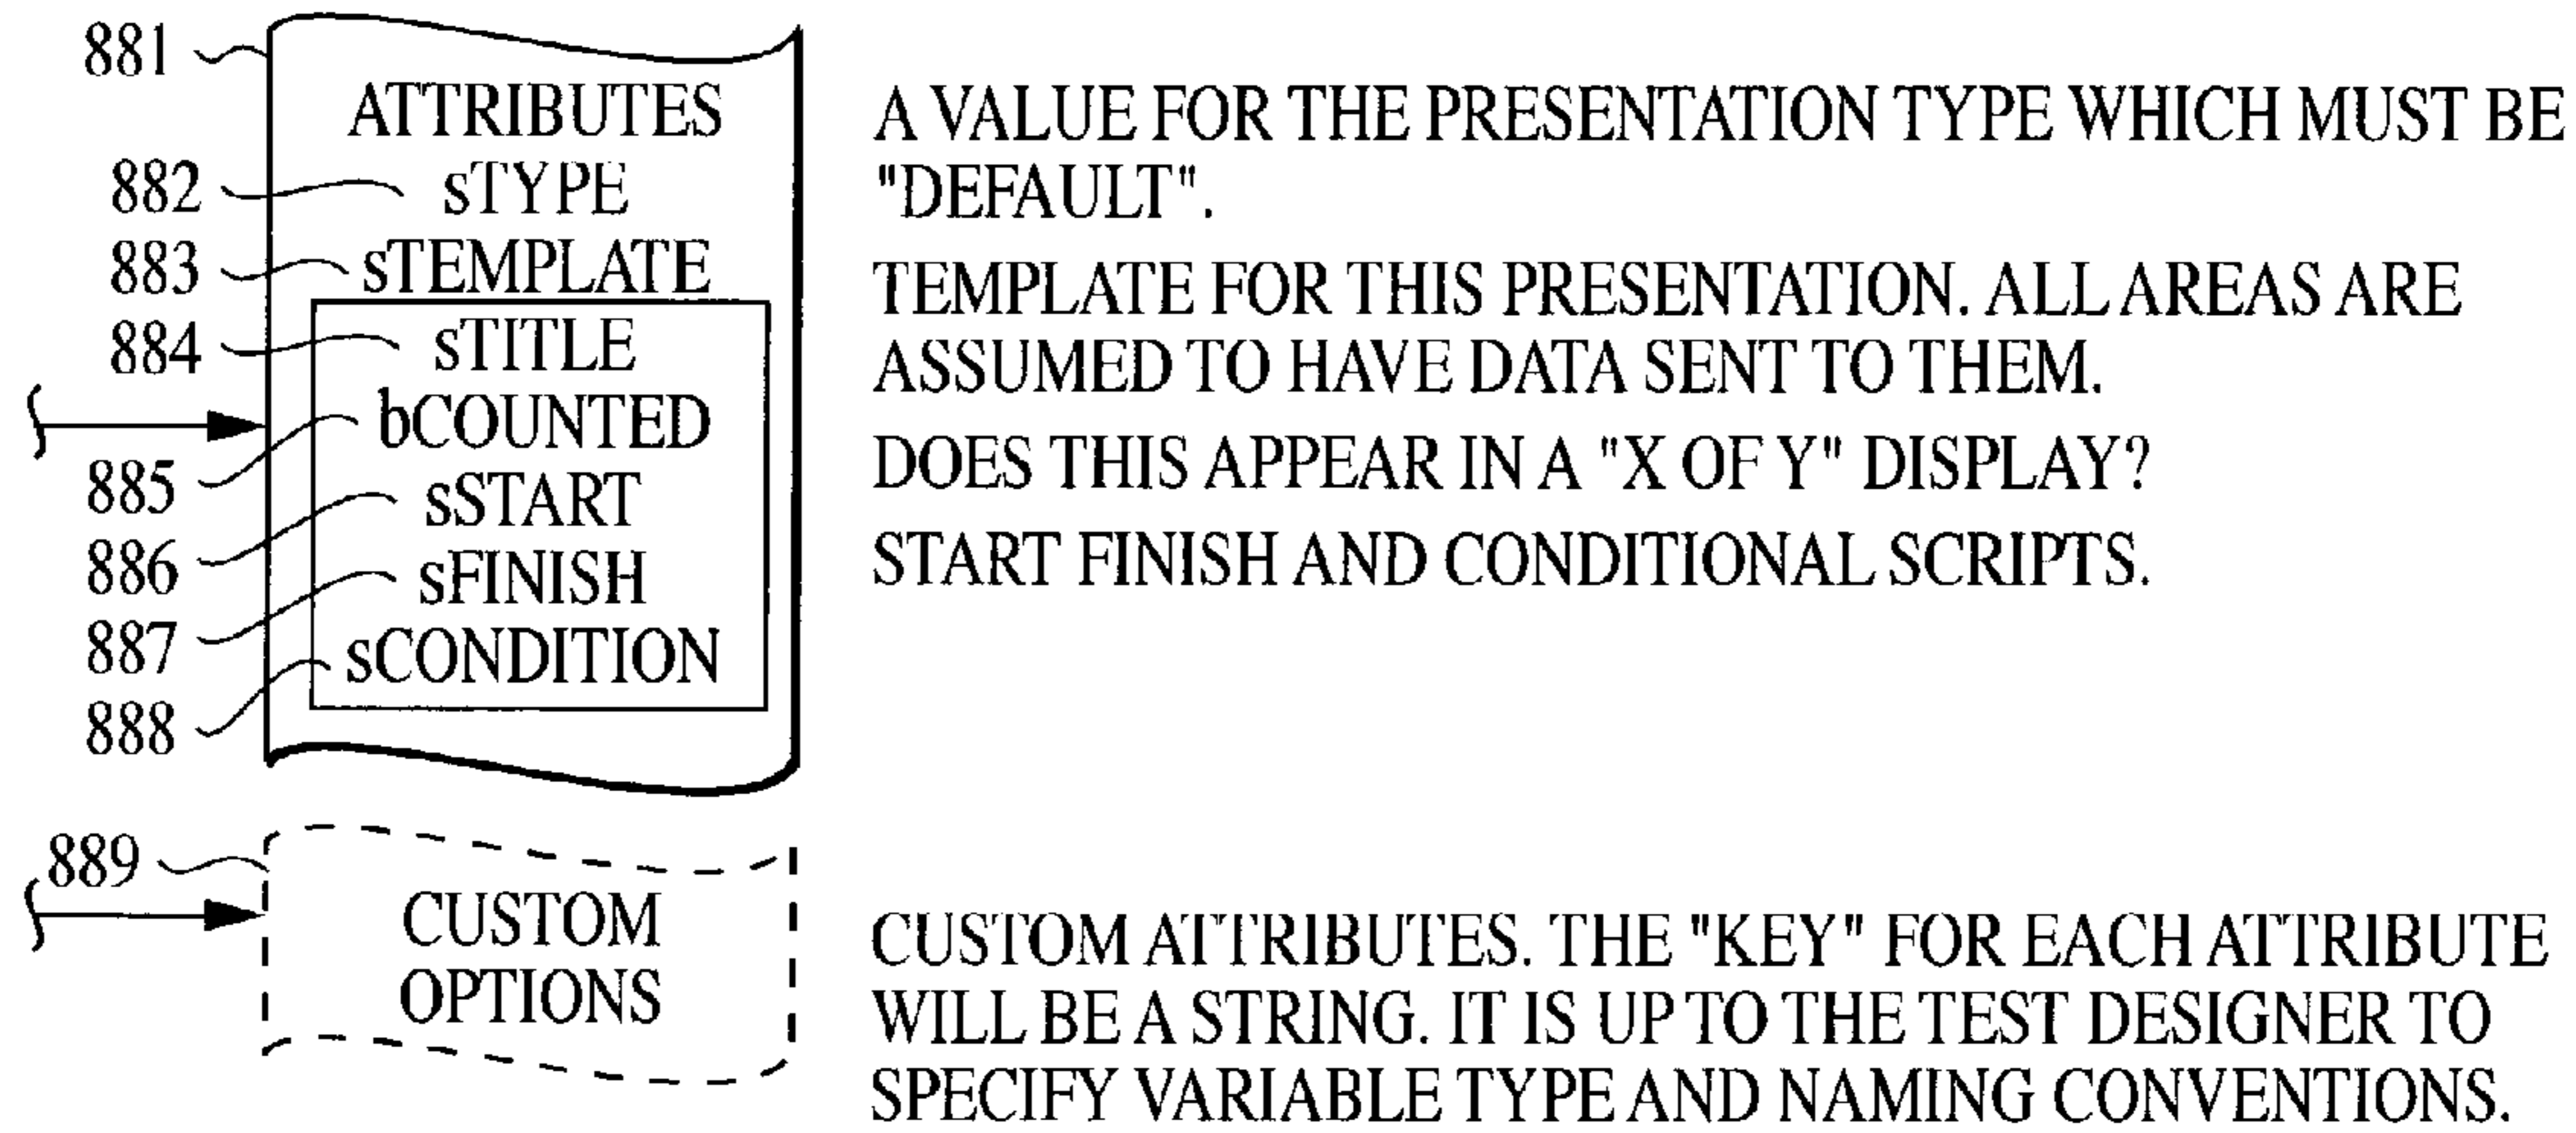 881
ATTRIBUTES
882 sTYPE
883 sTEMPLATE
884 sTITLE
885 bCOUNTED
886 sSTART
887 sFINISH
888 sCONDITION
A VALUE FOR THE PRESENTATION TYPE WHICH MUST BE
"DEFAULT".
TEMPLATE FOR THIS PRESENTATION. ALL AREAS ARE
ASSUMED TO HAVE DATA SENT TO THEM.
DOES THIS APPEAR IN A "X OF Y" DISPLAY?
START FINISH AND CONDITIONAL SCRIPTS.
889
CUSTOM
OPTIONS
CUSTOM ATTRIBUTES. THE "KEY" FOR EACH ATTRIBUTE
WILL BE A STRING. IT IS UP TO THE TEST DESIGNER TO
SPECIFY VARIABLE TYPE AND NAMING CONVENTIONS.